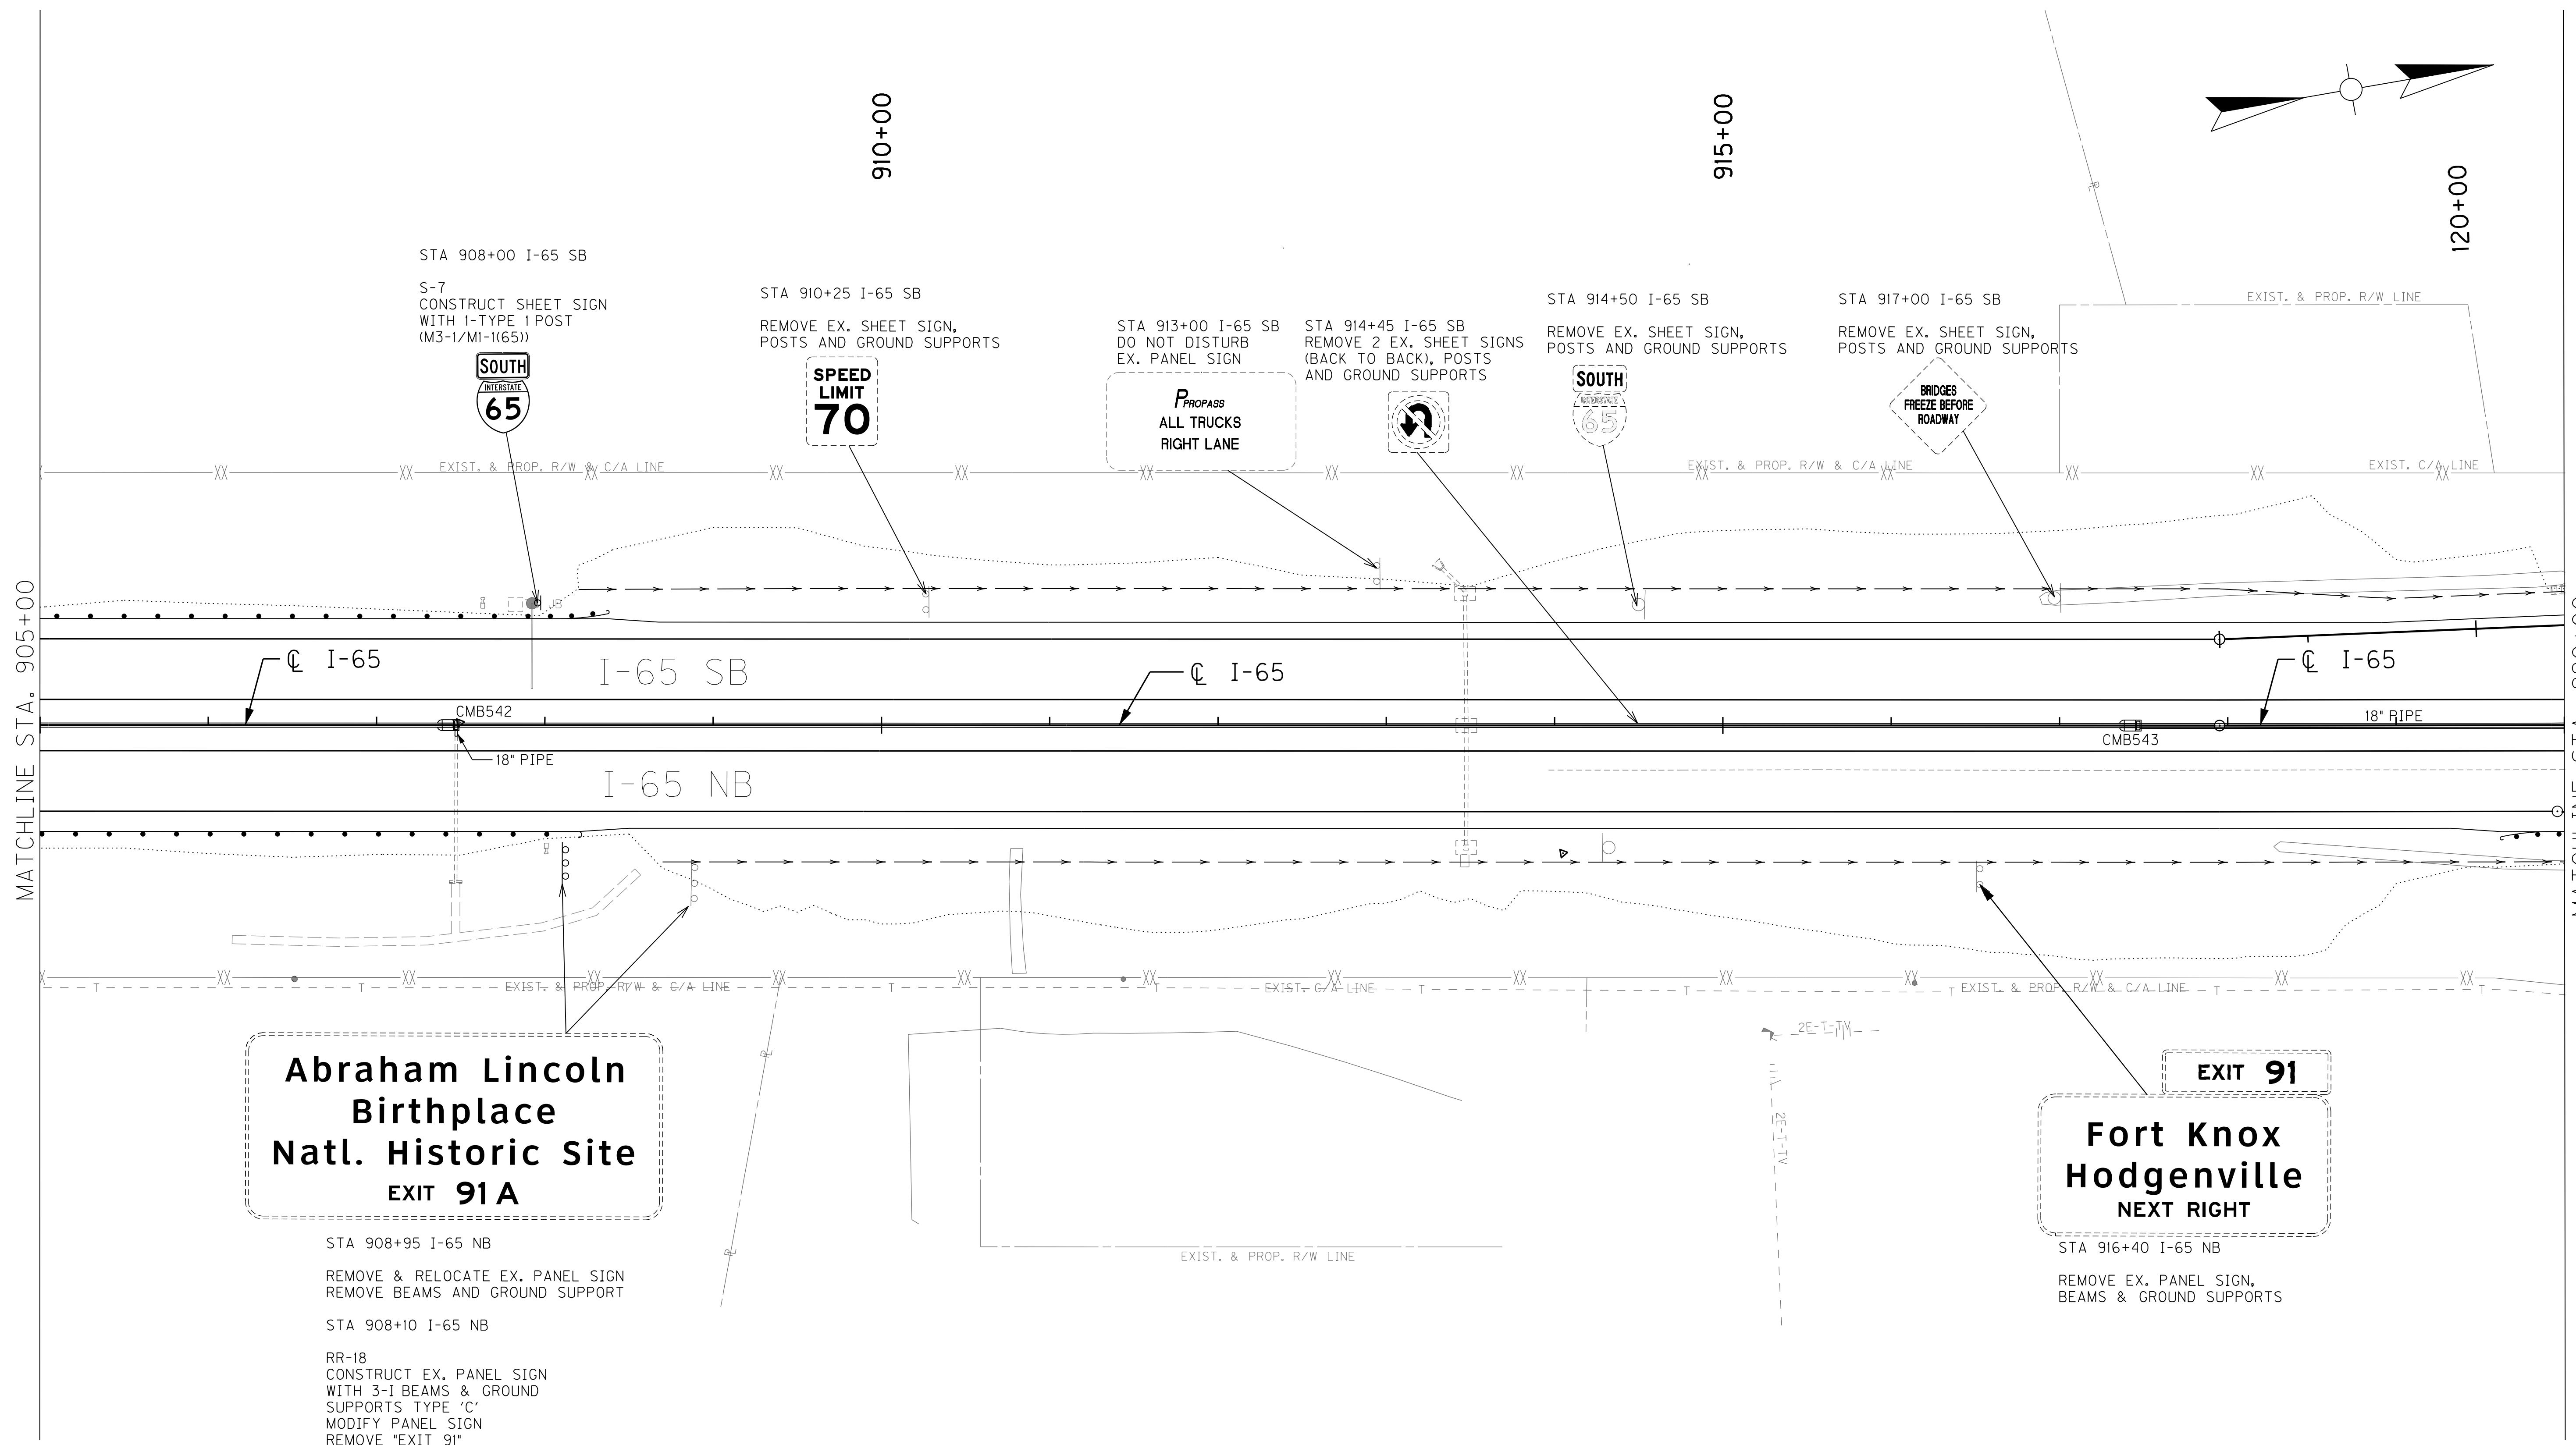 910+00
915+00
120+00
STA 908+00 I-65 SB
S-7
CONSTRUCT SHEET SIGN
WITH 1-TYPE 1 POST
(M3-1/M1-1(65))
SOUTH
INTERSTATE
65
STA 910+25 I-65 SB
REMOVE EX. SHEET SIGN,
POSTS AND GROUND SUPPORTS
SPEED
LIMIT
70
STA 913+00 I-65 SB
DO NOT DISTURB
EX. PANEL SIGN
PPROPASS
ALL TRUCKS
RIGHT LANE
STA 914+45 I-65 SB
REMOVE 2 EX. SHEET SIGNS
(BACK TO BACK), POSTS
AND GROUND SUPPORTS
STA 914+50 I-65 SB
REMOVE EX. SHEET SIGN,
POSTS AND GROUND SUPPORTS
SOUTH
INTERSTATE
65
STA 917+00 I-65 SB
REMOVE EX. SHEET SIGN,
POSTS AND GROUND SUPPORTS
BRIDGES
FREEZE BEFORE
ROADWAY
EXIST. & PROP. R/W LINE
PL
EXIST. & PROP. R/W & C/A LINE
EXIST. & PROP. R/W & C/A LINE
EXIST. C/A LINE
MATCHLINE STA. 905+00
JB
CL I-65
I-65 SB
CL I-65
CL I-65
CMB542
18" PIPE
18" PIPE
CMB543
I-65 NB
T T T T T T T T T
EXIST. & PROP. R/W & C/A LINE
EXIST. C/A LINE
EXIST. & PROP. R/W & C/A LINE
2E-T-TV
2E-T-TV
PL
PL
EXIST. & PROP. R/W LINE
Abraham Lincoln
Birthplace
Natl. Historic Site
EXIT 91 A
STA 908+95 I-65 NB
REMOVE & RELOCATE EX. PANEL SIGN
REMOVE BEAMS AND GROUND SUPPORT
STA 908+10 I-65 NB
RR-18
CONSTRUCT EX. PANEL SIGN
WITH 3-I BEAMS & GROUND
SUPPORTS TYPE 'C'
MODIFY PANEL SIGN
REMOVE "EXIT 91"
EXIT 91
Fort Knox
Hodgenville
NEXT RIGHT
STA 916+40 I-65 NB
REMOVE EX. PANEL SIGN,
BEAMS & GROUND SUPPORTS